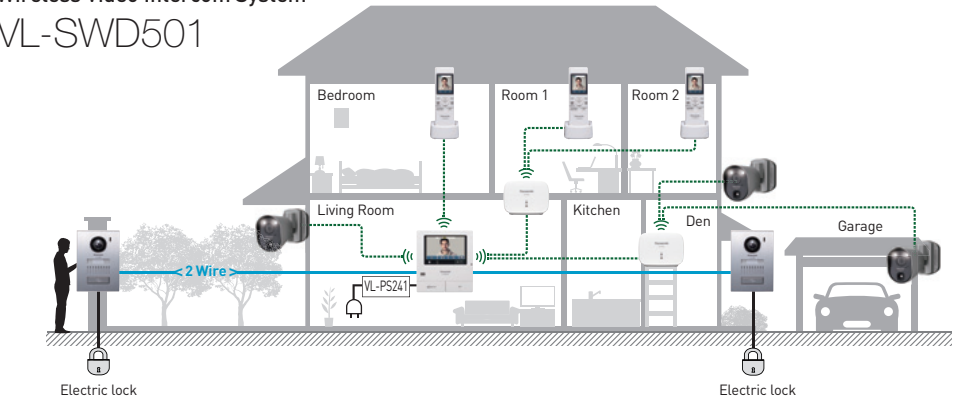 Wireless Video Intercom System
VL-SWD501
Bedroom
Room 1
Room 2
Living Room
Kitchen
Den
Garage
< 2 Wire >
VL-PS241
Electric lock
Electric lock